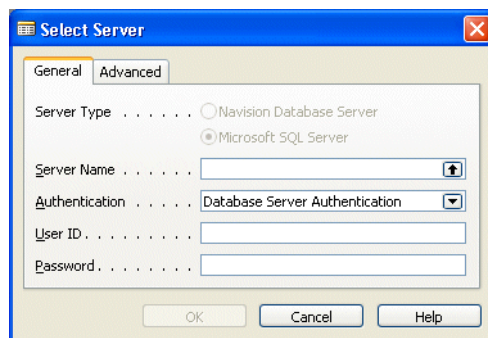 Select Server
General Advanced
Server Type . . . . . . Navision Database Server
Microsoft SQL Server
Server Name . . . . . .
Authentication . . . . . Database Server Authentication
User ID . . . . . . . . .
Password . . . . . . . .
OK Cancel Help